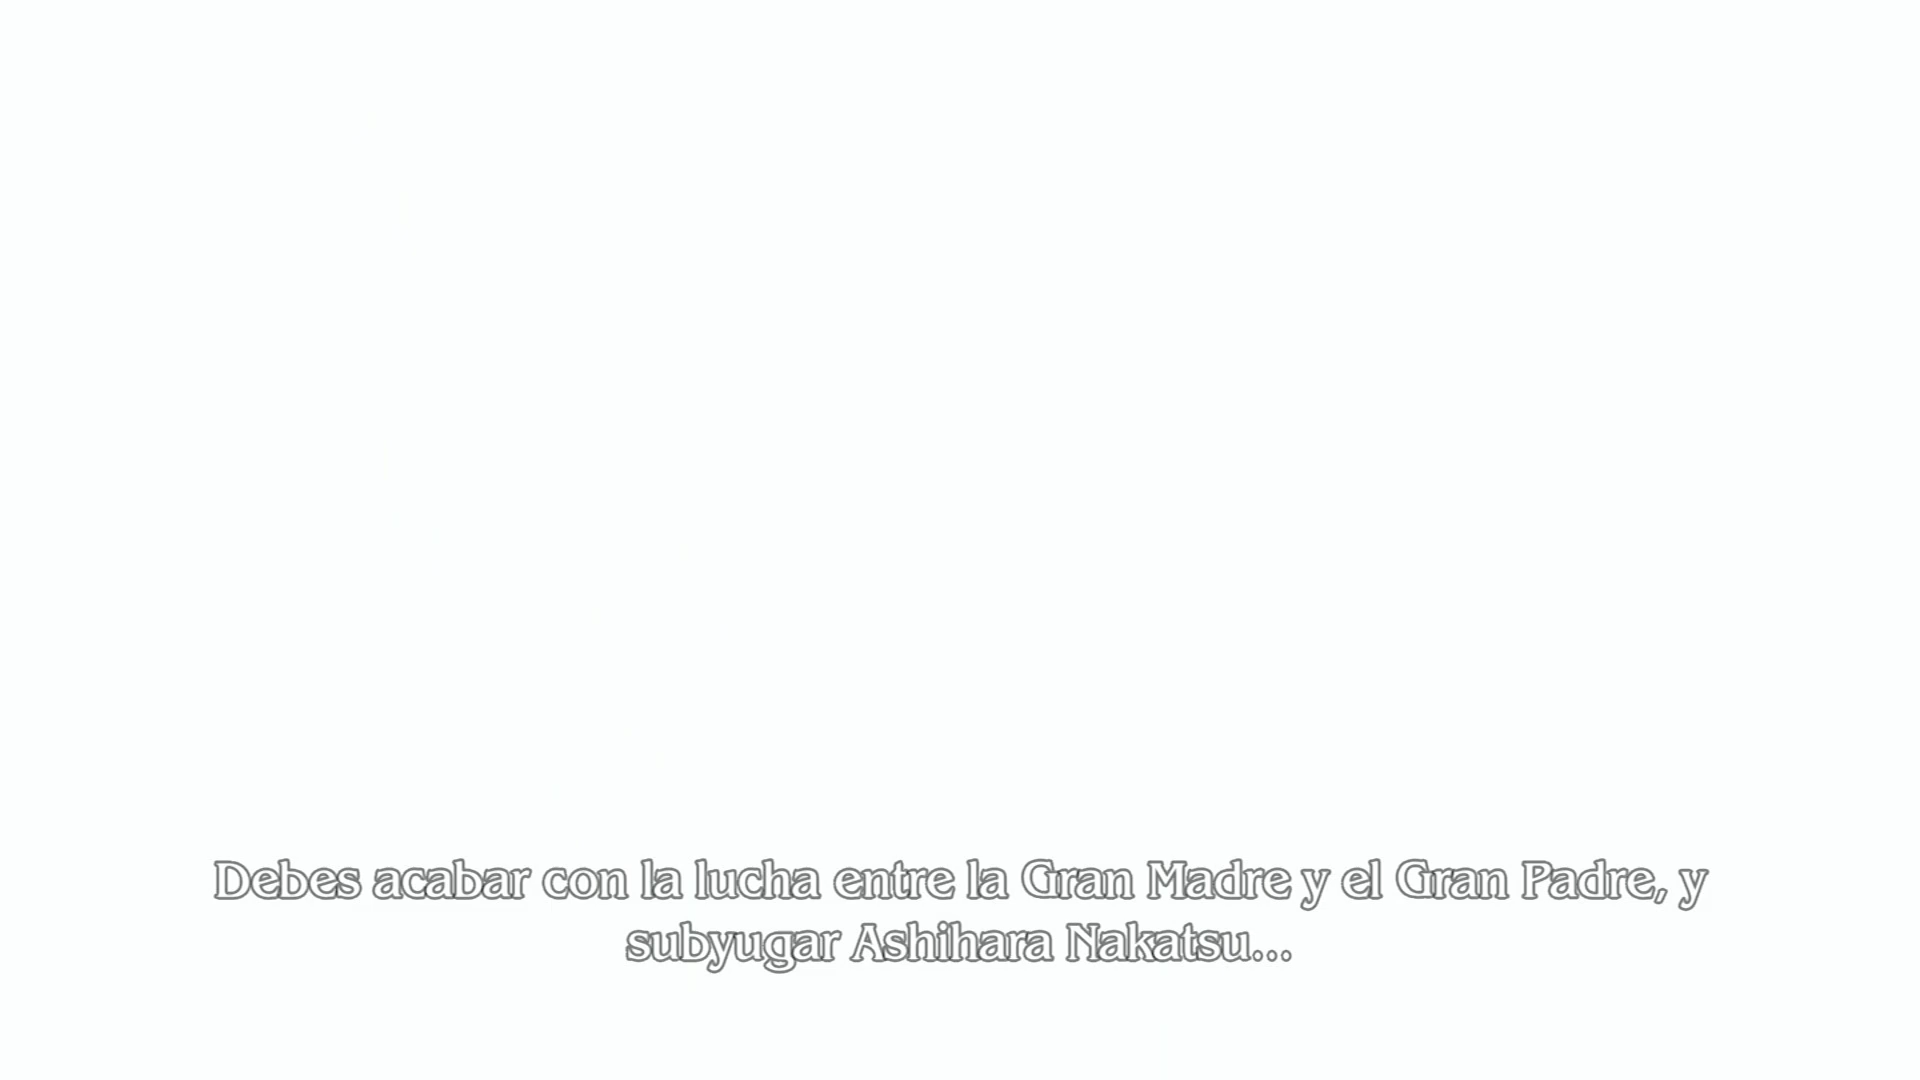 Debes acabar con la lucha entre la Gran Madre y el Gran Padre, y
subyugar Ashihara Nakatsu...